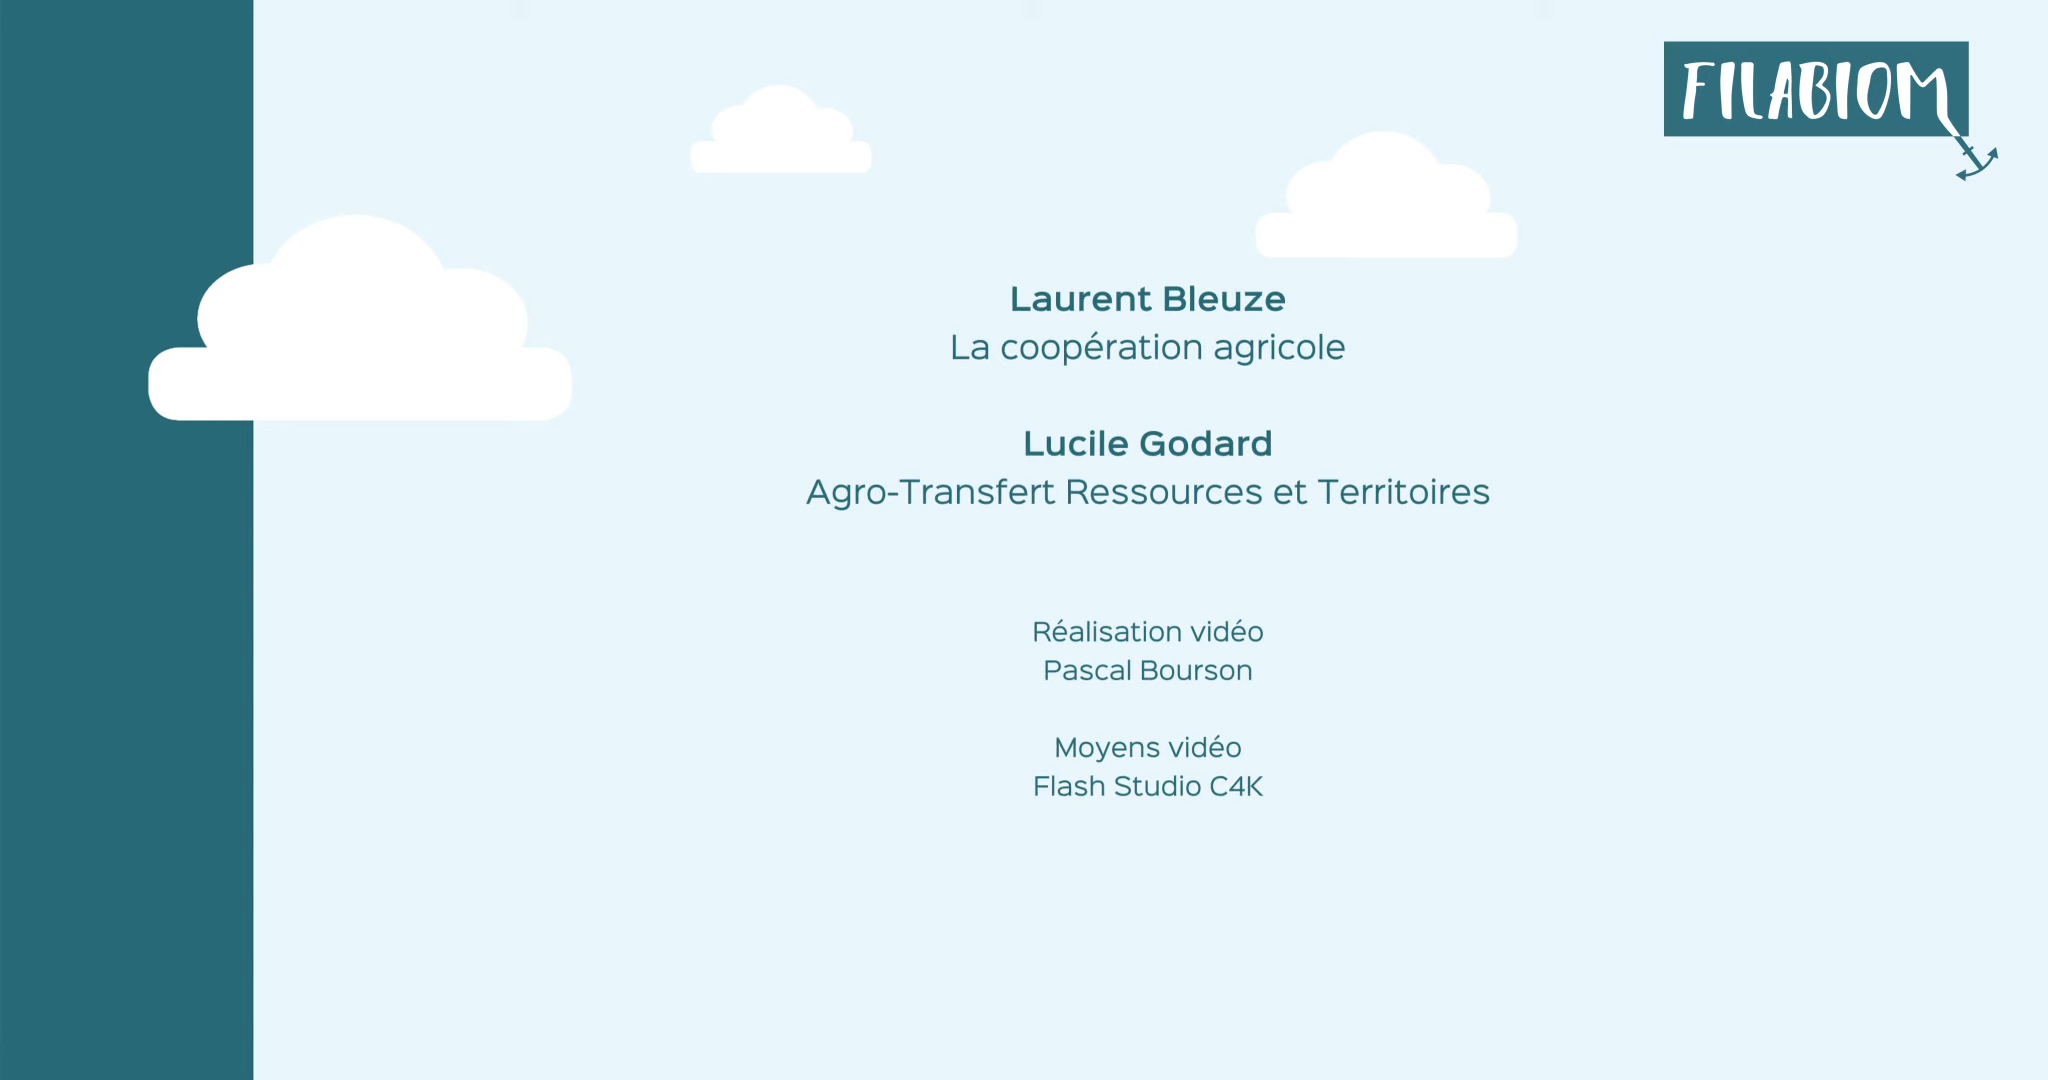 FILABIOM
Laurent Bleuze
La coopération agricole
Lucile Godard
Agro-Transfert Ressources et Territoires
Réalisation vidéo
Pascal Bourson
Moyens vidéo
Flash Studio C4K